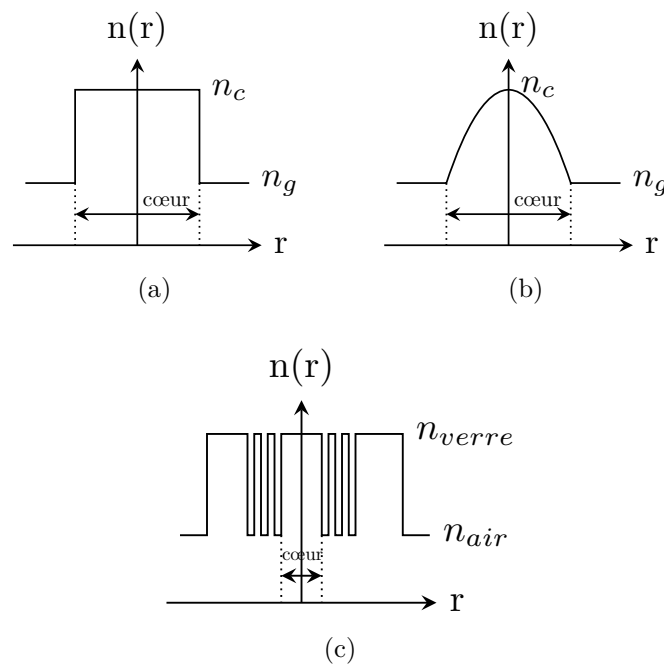 n(r)
n_c
n_g
cœur
r
(a)
n(r)
n_c
n_g
cœur
r
(b)
n(r)
n_verre
n_air
cœur
r
(c)